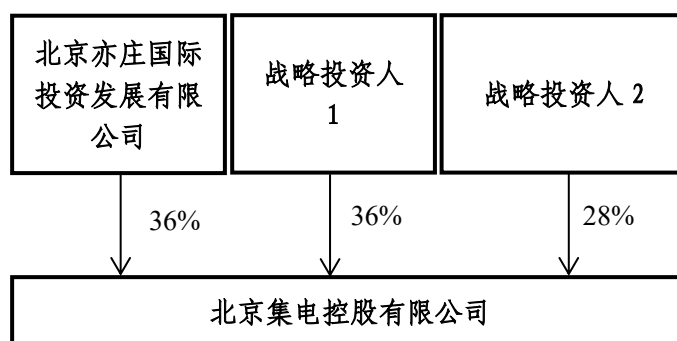 北京亦庄国际
投资发展有限
公司
战略投资人
1
战略投资人 2
36%
36%
28%
北京集电控股有限公司